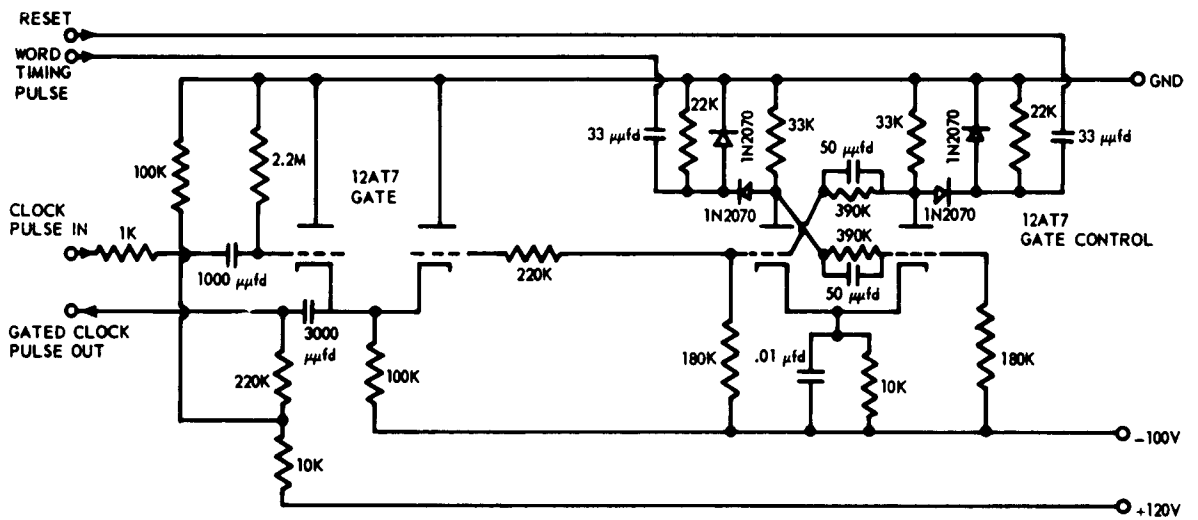 RESET
WORD
TIMING
PULSE
GND
22K
1N2070
33K
33K
1N2070
22K
33 μμfd
50 μμfd
33 μμfd
100K
2.2M
12AT7
GATE
1N2070
390K
1N2070
12AT7
GATE CONTROL
CLOCK
PULSE IN
1K
390K
1000 μμfd
220K
50 μμfd
GATED CLOCK
PULSE OUT
3000
μμfd
220K
100K
180K
.01 μfd
10K
180K
-100V
10K
+120V